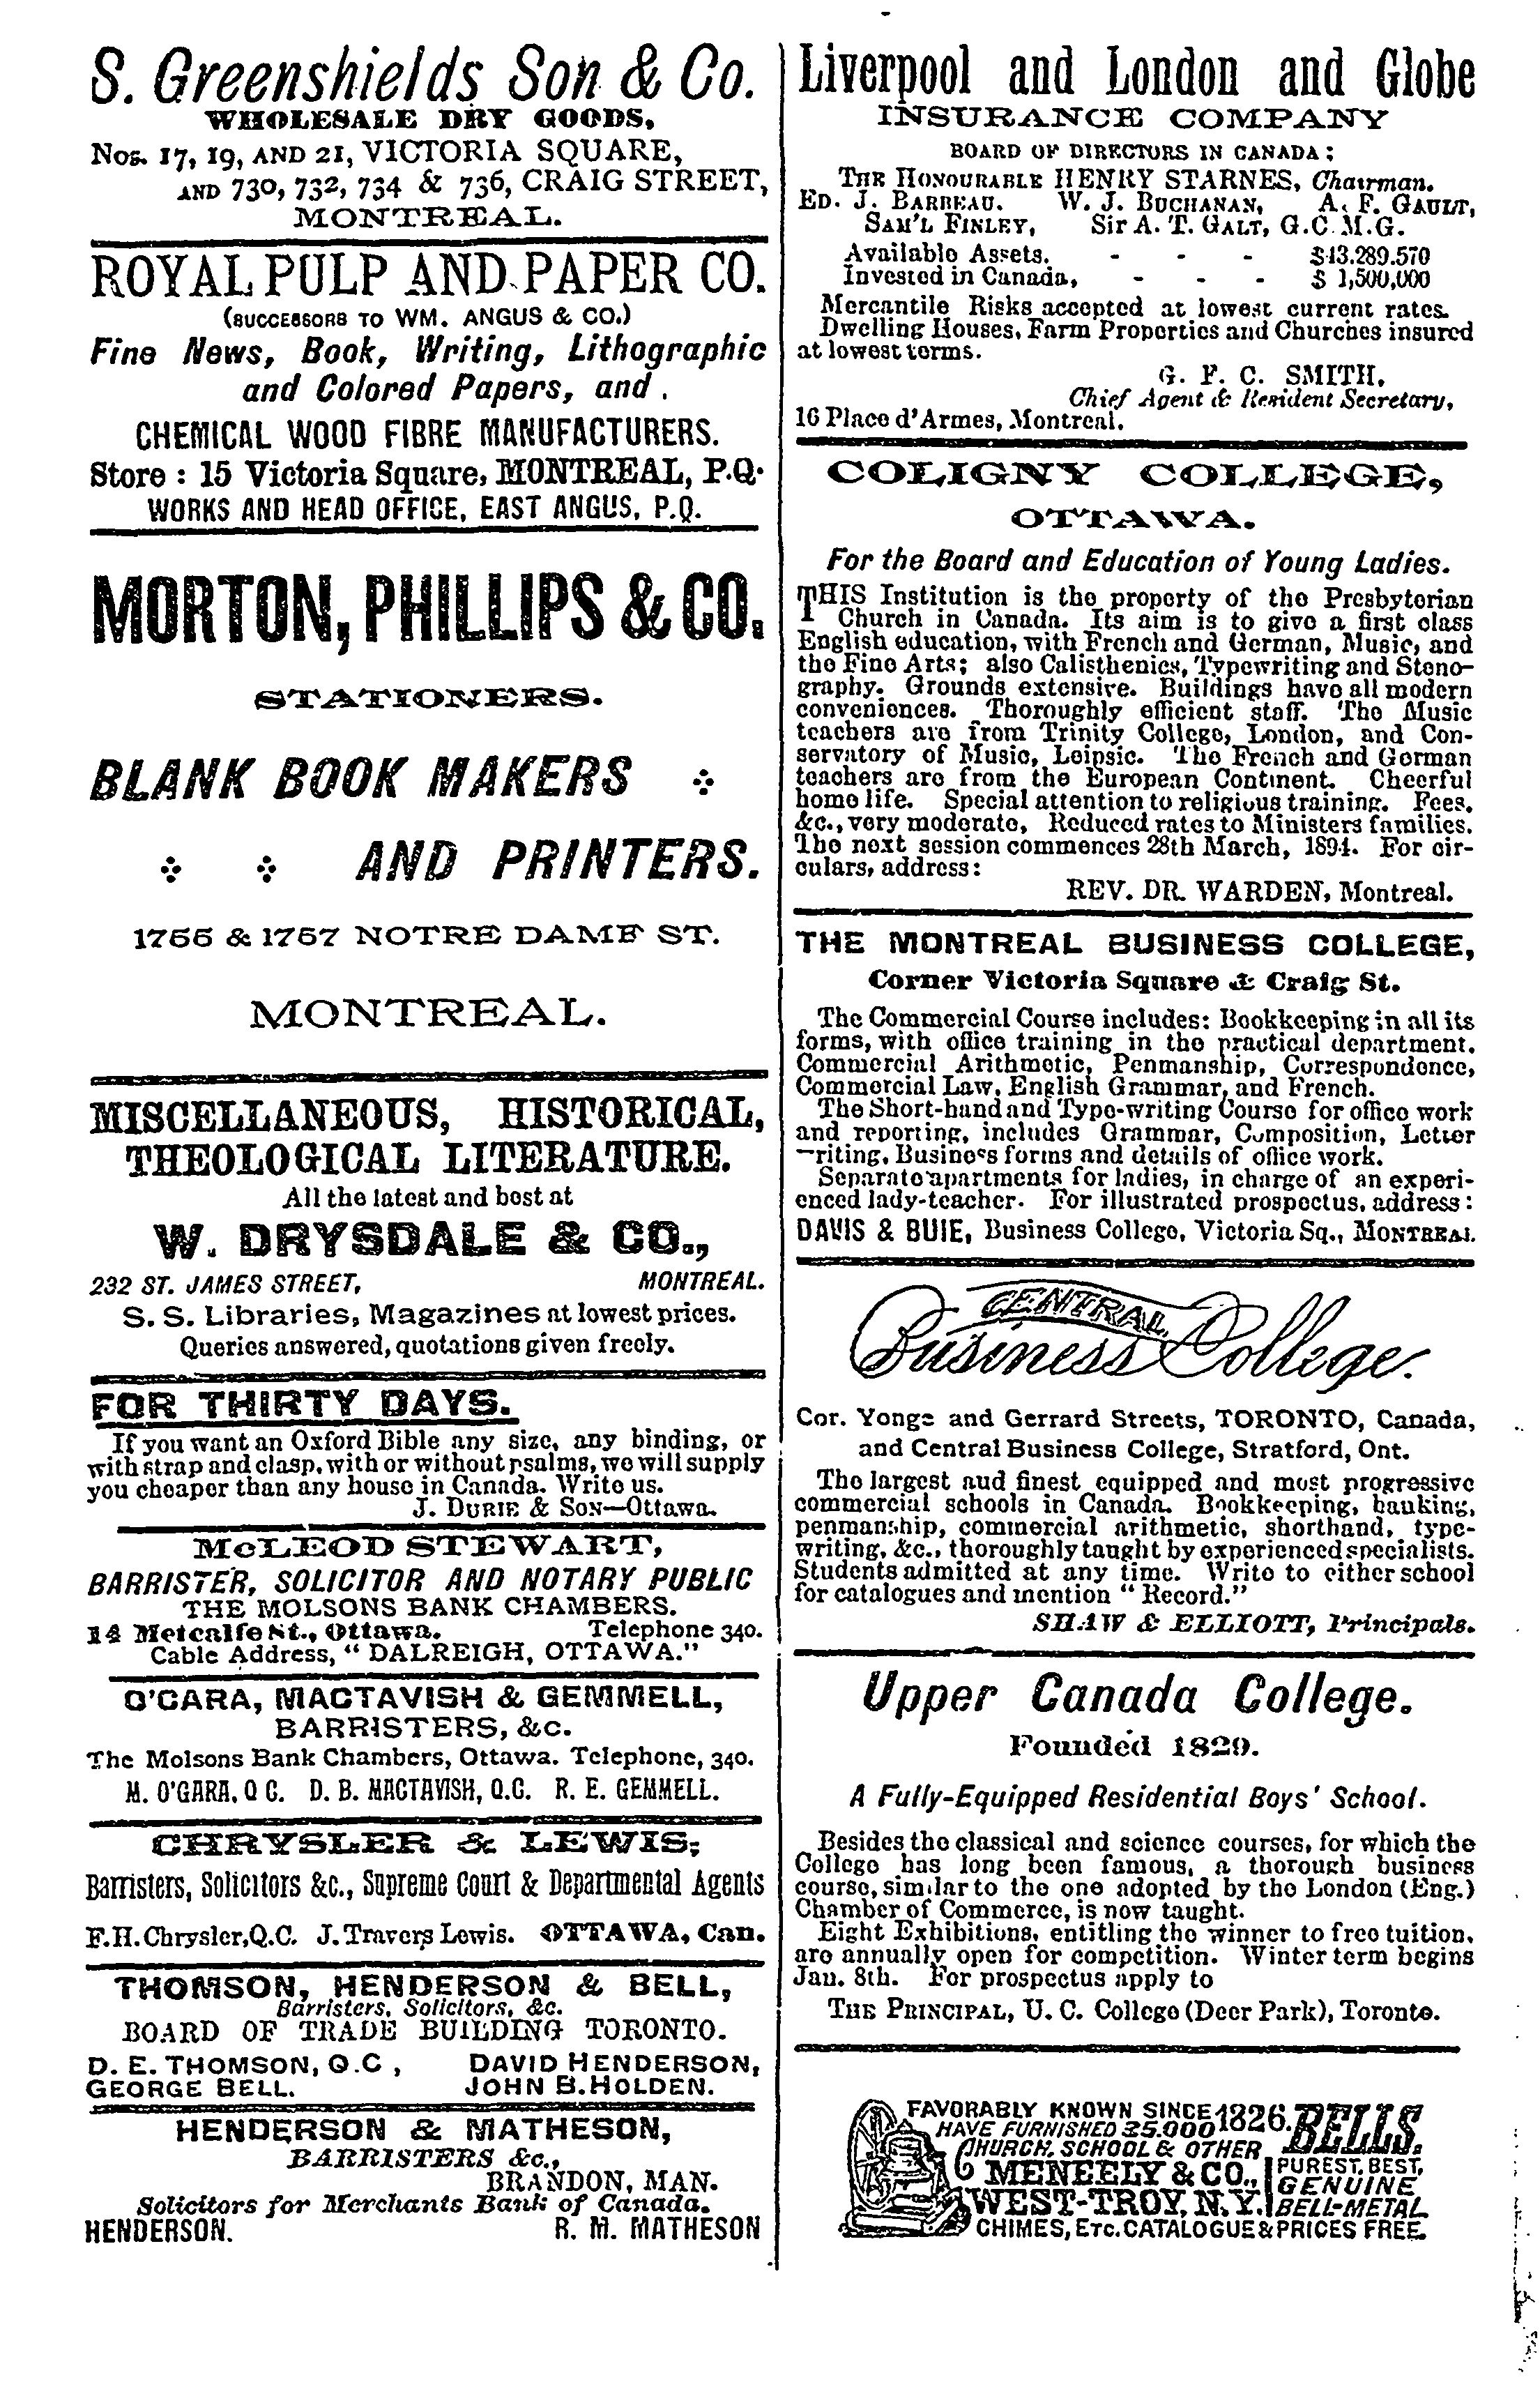 S. Greenshields Son & Co.
WHOLESALE DRY GOODS,
Nos. 17, 19, AND 21, VICTORIA SQUARE,
AND 730, 732, 734 & 736, CRAIG STREET,
MONTREAL.
ROYAL PULP AND PAPER CO.
(SUCCESSORS TO WM. ANGUS & CO.)
Fine News, Book, Writing, Lithographic
and Colored Papers, and
CHEMICAL WOOD FIBRE MANUFACTURERS.
Store : 15 Victoria Square, MONTREAL, P.Q.
WORKS AND HEAD OFFICE, EAST ANGUS, P.Q.
MORTON, PHILLIPS & CO.
STATIONERS.
BLANK BOOK MAKERS
AND PRINTERS.
1755 & 1757 NOTRE DAME ST.
MONTREAL.
MISCELLANEOUS, HISTORICAL,
THEOLOGICAL LITERATURE.
All the latest and best at
W. DRYSDALE & CO.,
232 ST. JAMES STREET, MONTREAL.
S. S. Libraries, Magazines at lowest prices.
Queries answered, quotations given freely.
FOR THIRTY DAYS.
If you want an Oxford Bible any size, any binding, or
with strap and clasp, with or without psalms, we will supply
you cheaper than any house in Canada. Write us.
J. DURIE & SON—Ottawa.
McLEOD STEWART,
BARRISTER, SOLICITOR AND NOTARY PUBLIC
THE MOLSONS BANK CHAMBERS.
14 Metcalfe St., Ottawa. Telephone 340.
Cable Address, "DALREIGH, OTTAWA."
O'GARA, MACTAVISH & GEMMELL,
BARRISTERS, &c.
The Molsons Bank Chambers, Ottawa. Telephone, 340.
M. O'GARA, Q C. D. B. MACTAVISH, Q.C. R. E. GEMMELL.
CHRYSLER & LEWIS,
Barristers, Solicitors &c., Supreme Court & Departmental Agents
F.H. Chrysler, Q.C. J. Travers Lewis. OTTAWA, Can.
THOMSON, HENDERSON & BELL,
Barristers, Solicitors, &c.
BOARD OF TRADE BUILDING TORONTO.
D. E. THOMSON, Q.C , DAVID HENDERSON,
GEORGE BELL. JOHN B. HOLDEN.
HENDERSON & MATHESON,
BARRISTERS &c.,
BRANDON, MAN.
Solicitors for Merchants Bank of Canada.
HENDERSON. R. M. MATHESON
Liverpool and London and Globe
INSURANCE COMPANY
BOARD OF DIRECTORS IN CANADA :
THE HONOURABLE HENRY STARNES, Chairman.
ED. J. BARBEAU. W. J. BUCHANAN, A. F. GAULT,
SAM'L FINLEY, Sir A. T. GALT, G.C.M.G.
Available Assets. - - - $43.289.570
Invested in Canada, - - - $ 1,500,000
Mercantile Risks accepted at lowest current rates.
Dwelling Houses, Farm Properties and Churches insured
at lowest terms.
G. F. C. SMITH,
Chief Agent & Resident Secretary,
16 Place d'Armes, Montreal.
COLIGNY COLLEGE,
OTTAWA.
For the Board and Education of Young Ladies.
THIS Institution is the property of the Presbyterian
Church in Canada. Its aim is to give a first class
English education, with French and German, Music, and
the Fine Arts; also Calisthenics, Typewriting and Steno-
graphy. Grounds extensive. Buildings have all modern
conveniences. Thoroughly efficient staff. The Music
teachers are from Trinity College, London, and Con-
servatory of Music, Leipsic. The French and German
teachers are from the European Continent. Cheerful
home life. Special attention to religious training. Fees,
&c., very moderate, Reduced rates to Ministers families.
The next session commences 28th March, 1894. For cir-
culars, address:
REV. DR. WARDEN, Montreal.
THE MONTREAL BUSINESS COLLEGE,
Corner Victoria Square & Craig St.
The Commercial Course includes: Bookkeeping in all its
forms, with office training in the practical department.
Commercial Arithmetic, Penmanship, Correspondence,
Commercial Law, English Grammar, and French.
The Short-hand and Type-writing Course for office work
and reporting, includes Grammar, Composition, Letter
riting, Business forms and details of office work.
Separate apartments for ladies, in charge of an experi-
enced lady-teacher. For illustrated prospectus, address:
DAVIS & BUIE, Business College, Victoria Sq., MONTREAL
CENTRAL
Business College.
Cor. Yonge and Gerrard Streets, TORONTO, Canada,
and Central Business College, Stratford, Ont.
The largest and finest equipped and most progressive
commercial schools in Canada. Bookkeeping, banking,
penmanship, commercial arithmetic, shorthand, type-
writing, &c., thoroughly taught by experienced specialists.
Students admitted at any time. Write to either school
for catalogues and mention "Record."
SHAW & ELLIOTT, Principals.
Upper Canada College.
Founded 1829.
A Fully-Equipped Residential Boys' School.
Besides the classical and science courses, for which the
College has long been famous, a thorough business
course, similar to the one adopted by the London (Eng.)
Chamber of Commerce, is now taught.
Eight Exhibitions, entitling the winner to free tuition,
are annually open for competition. Winter term begins
Jan. 8th. For prospectus apply to
THE PRINCIPAL, U. C. College (Deer Park), Toronto.
FAVORABLY KNOWN SINCE 1826. BELLS.
HAVE FURNISHED 35.000
CHURCH, SCHOOL & OTHER
MENEELY & CO., PUREST, BEST,
WEST-TROY, N.Y. GENUINE
BELL-METAL
CHIMES, ETC. CATALOGUE & PRICES FREE.